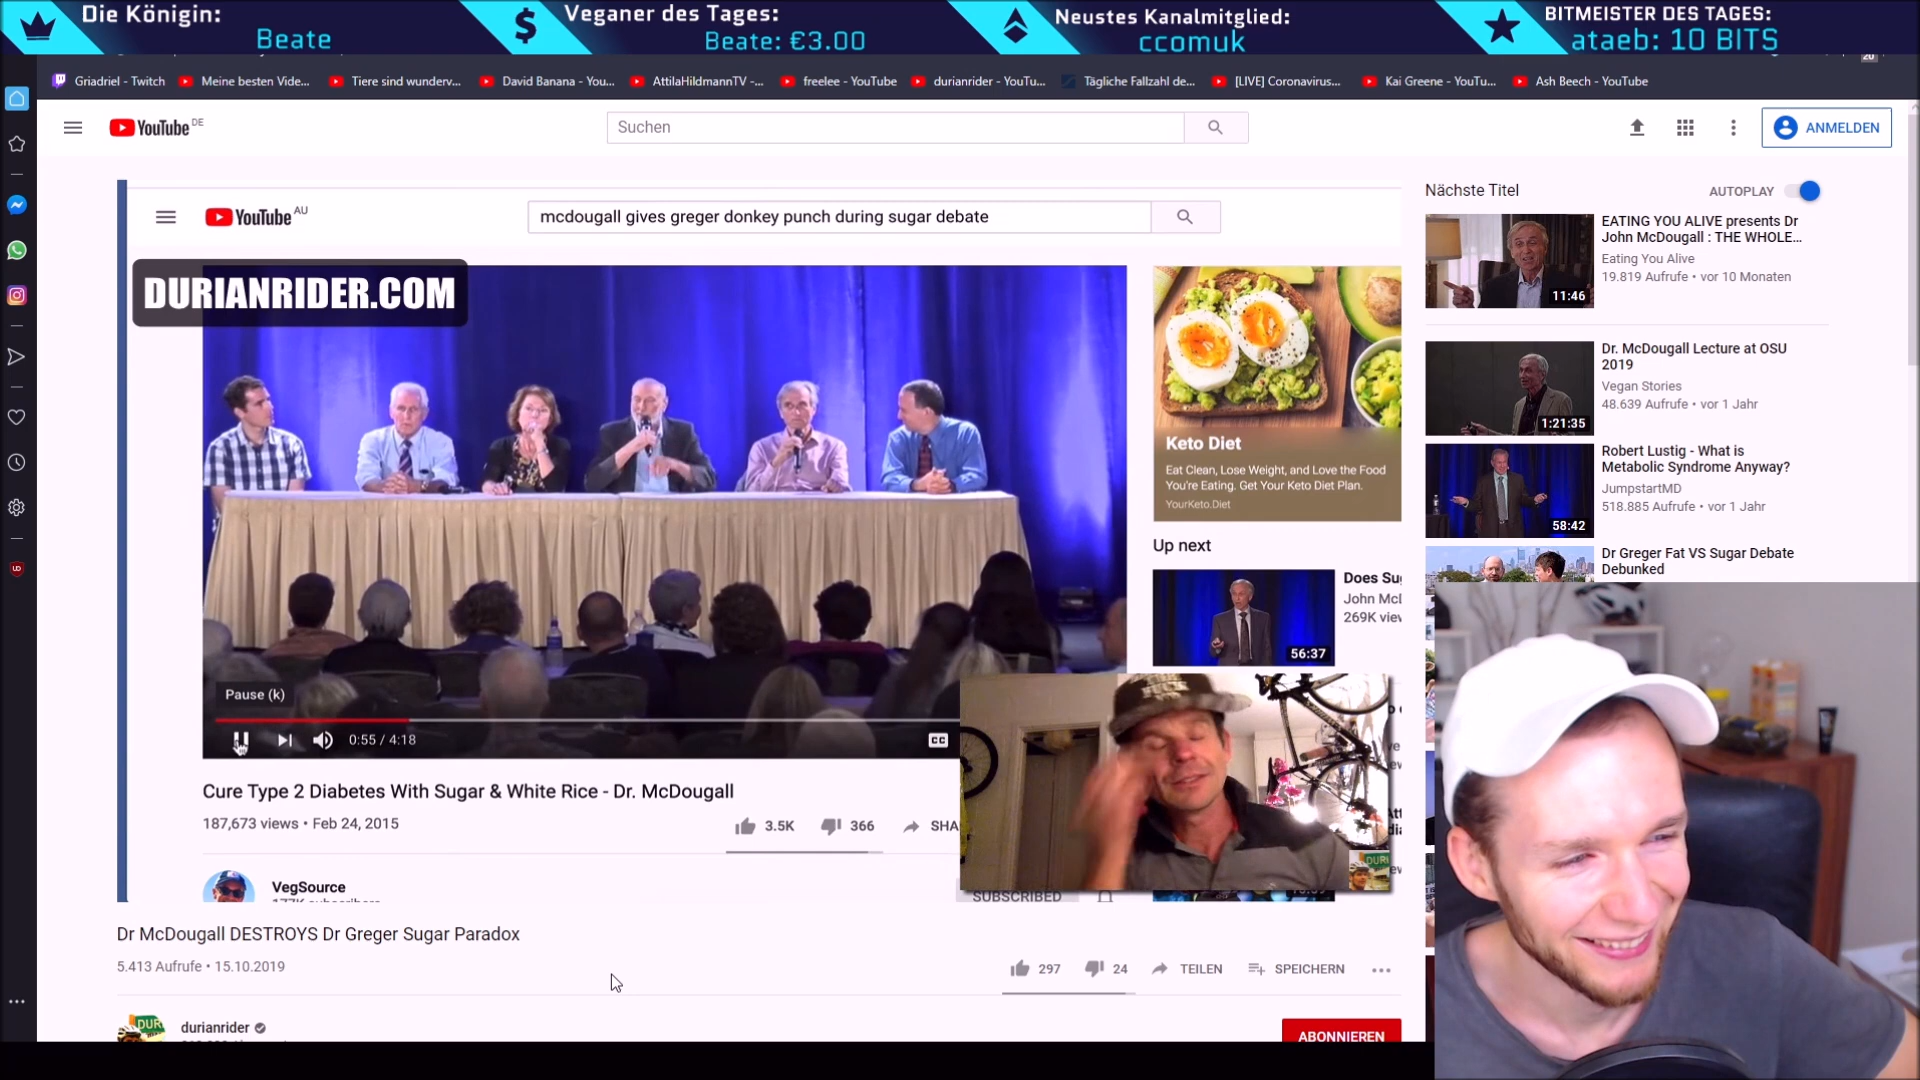 Die Königin:
Beate
Veganer des Tages:
Beate: €3.00
Neustes Kanalmitglied:
ccomuk
BITMEISTER DES TAGES:
ataeb: 10 BITS
Griadriel - Twitch
Meine besten Vide...
Tiere sind wunderv...
David Banana - You...
AttilaHildmannTV -...
freelee - YouTube
durianrider - YouTu...
Tägliche Fallzahl de...
[LIVE] Coronavirus...
Kai Greene - YouTu...
Ash Beech - YouTube
YouTube DE
Suchen
ANMELDEN
YouTube AU
mcdougall gives greger donkey punch during sugar debate
DURIANRIDER.COM
Keto Diet
Eat Clean, Lose Weight, and Love the Food
You're Eating. Get Your Keto Diet Plan.
YourKeto.Diet
Up next
Does Su
John McD
269K view
56:37
Pause (k)
0:55 / 4:18
CC
Cure Type 2 Diabetes With Sugar & White Rice - Dr. McDougall
187,673 views • Feb 24, 2015
3.5K
366
SHA
VegSource
SUBSCRIBED
Dr McDougall DESTROYS Dr Greger Sugar Paradox
5.413 Aufrufe • 15.10.2019
297
24
TEILEN
SPEICHERN
durianrider
ABONNIEREN
Nächste Titel
AUTOPLAY
EATING YOU ALIVE presents Dr
John McDougall : THE WHOLE...
Eating You Alive
19.819 Aufrufe • vor 10 Monaten
11:46
Dr. McDougall Lecture at OSU
2019
Vegan Stories
48.639 Aufrufe • vor 1 Jahr
1:21:35
Robert Lustig - What is
Metabolic Syndrome Anyway?
JumpstartMD
518.885 Aufrufe • vor 1 Jahr
58:42
Dr Greger Fat VS Sugar Debate
Debunked